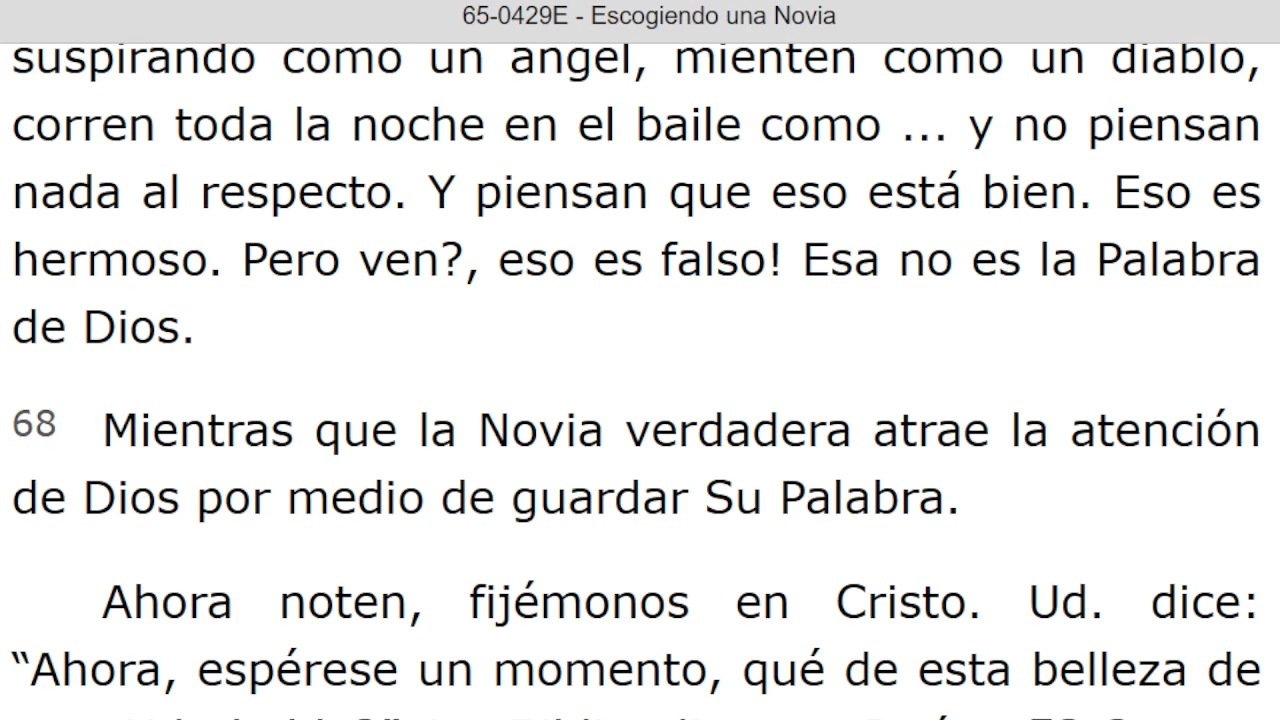 65-0429E - Escogiendo una Novia
suspirando como un ángel, mienten como un diablo,
corren toda la noche en el baile como ... y no piensan
nada al respecto. Y piensan que eso está bien. Eso es
hermoso. Pero ven?, eso es falso! Esa no es la Palabra
de Dios.
68 Mientras que la Novia verdadera atrae la atención
de Dios por medio de guardar Su Palabra.
Ahora noten, fijémonos en Cristo. Ud. dice:
“Ahora, espérese un momento, qué de esta belleza de